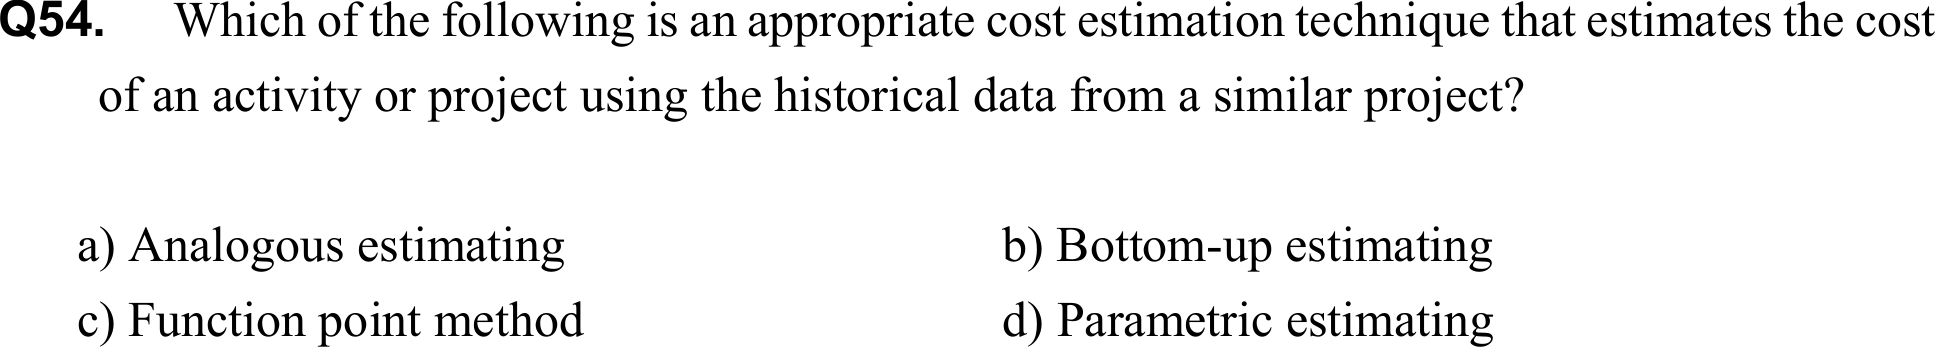 Q54. Which of the following is an appropriate cost estimation technique that estimates the cost
of an activity or project using the historical data from a similar project?
a) Analogous estimating b) Bottom-up estimating
c) Function point method d) Parametric estimating